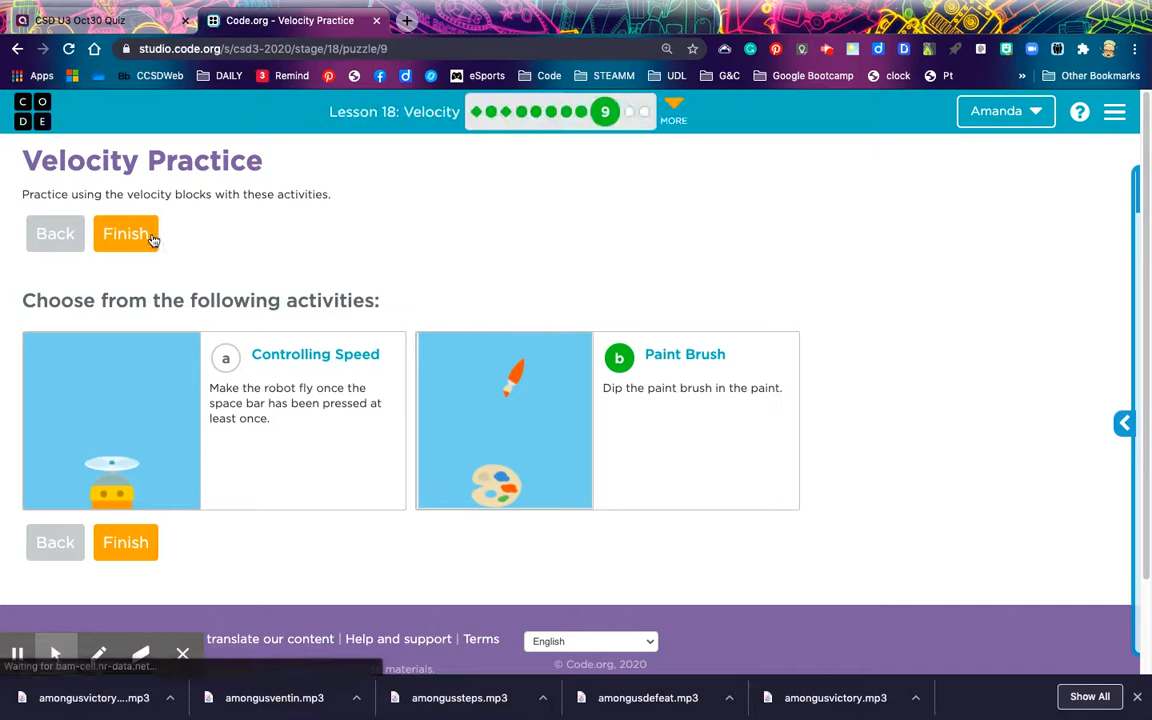 CSD U3 Oct30 Quiz
Code.org - Velocity Practice
studio.code.org/s/csd3-2020/stage/18/puzzle/9
Apps
Bb CCSDWeb
DAILY
3 Remind
eSports
Code
STEAMM
UDL
G&C
Google Bootcamp
clock
Pt
»
Other Bookmarks
C O
D E
Lesson 18: Velocity
9
MORE
Amanda
?
Velocity Practice
Practice using the velocity blocks with these activities.
Back
Finish
Choose from the following activities:
a
Controlling Speed
Make the robot fly once the
space bar has been pressed at
least once.
b
Paint Brush
Dip the paint brush in the paint.
Back
Finish
translate our content | Help and support | Terms
English
Waiting for bam-cell.nr-data.net...
materials.
© Code.org, 2020
amongusvictory....mp3
amongusventin.mp3
amongussteps.mp3
amongusdefeat.mp3
amongusvictory.mp3
Show All